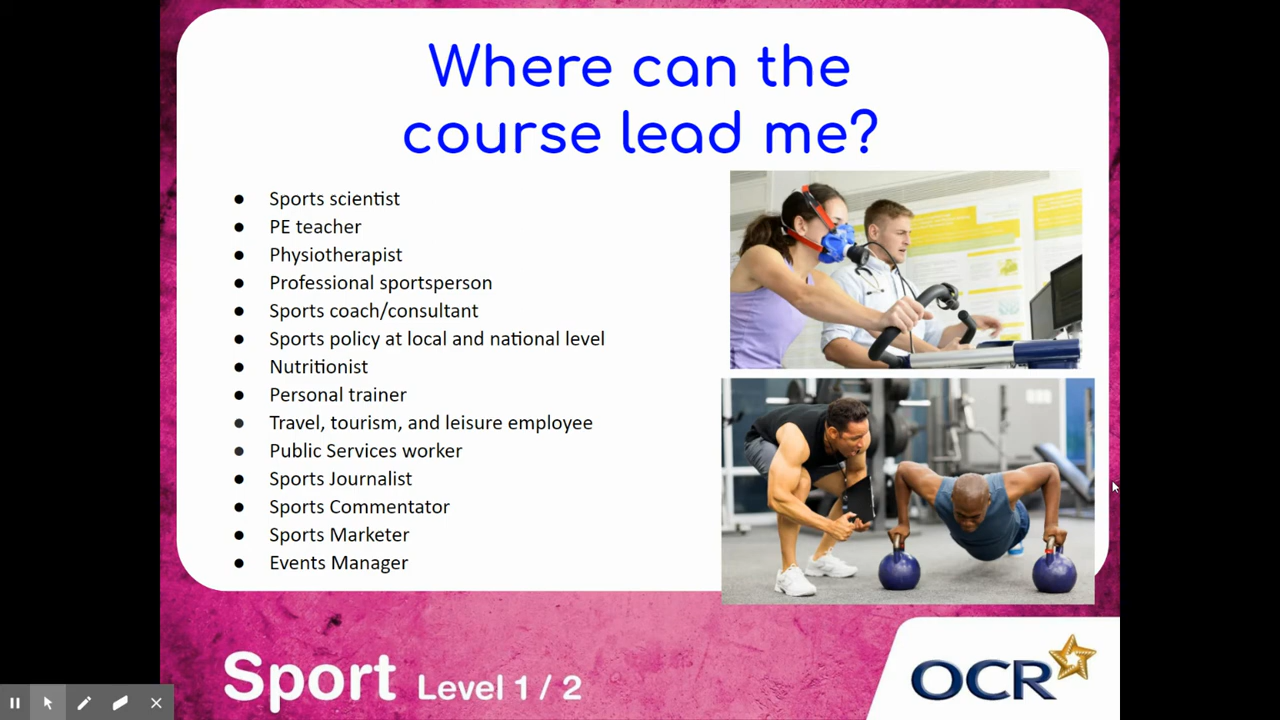 Where can the
course lead me?
● Sports scientist
● PE teacher
● Physiotherapist
● Professional sportsperson
● Sports coach/consultant
● Sports policy at local and national level
● Nutritionist
● Personal trainer
● Travel, tourism, and leisure employee
● Public Services worker
● Sports Journalist
● Sports Commentator
● Sports Marketer
● Events Manager
Sport Level 1 / 2
OCR